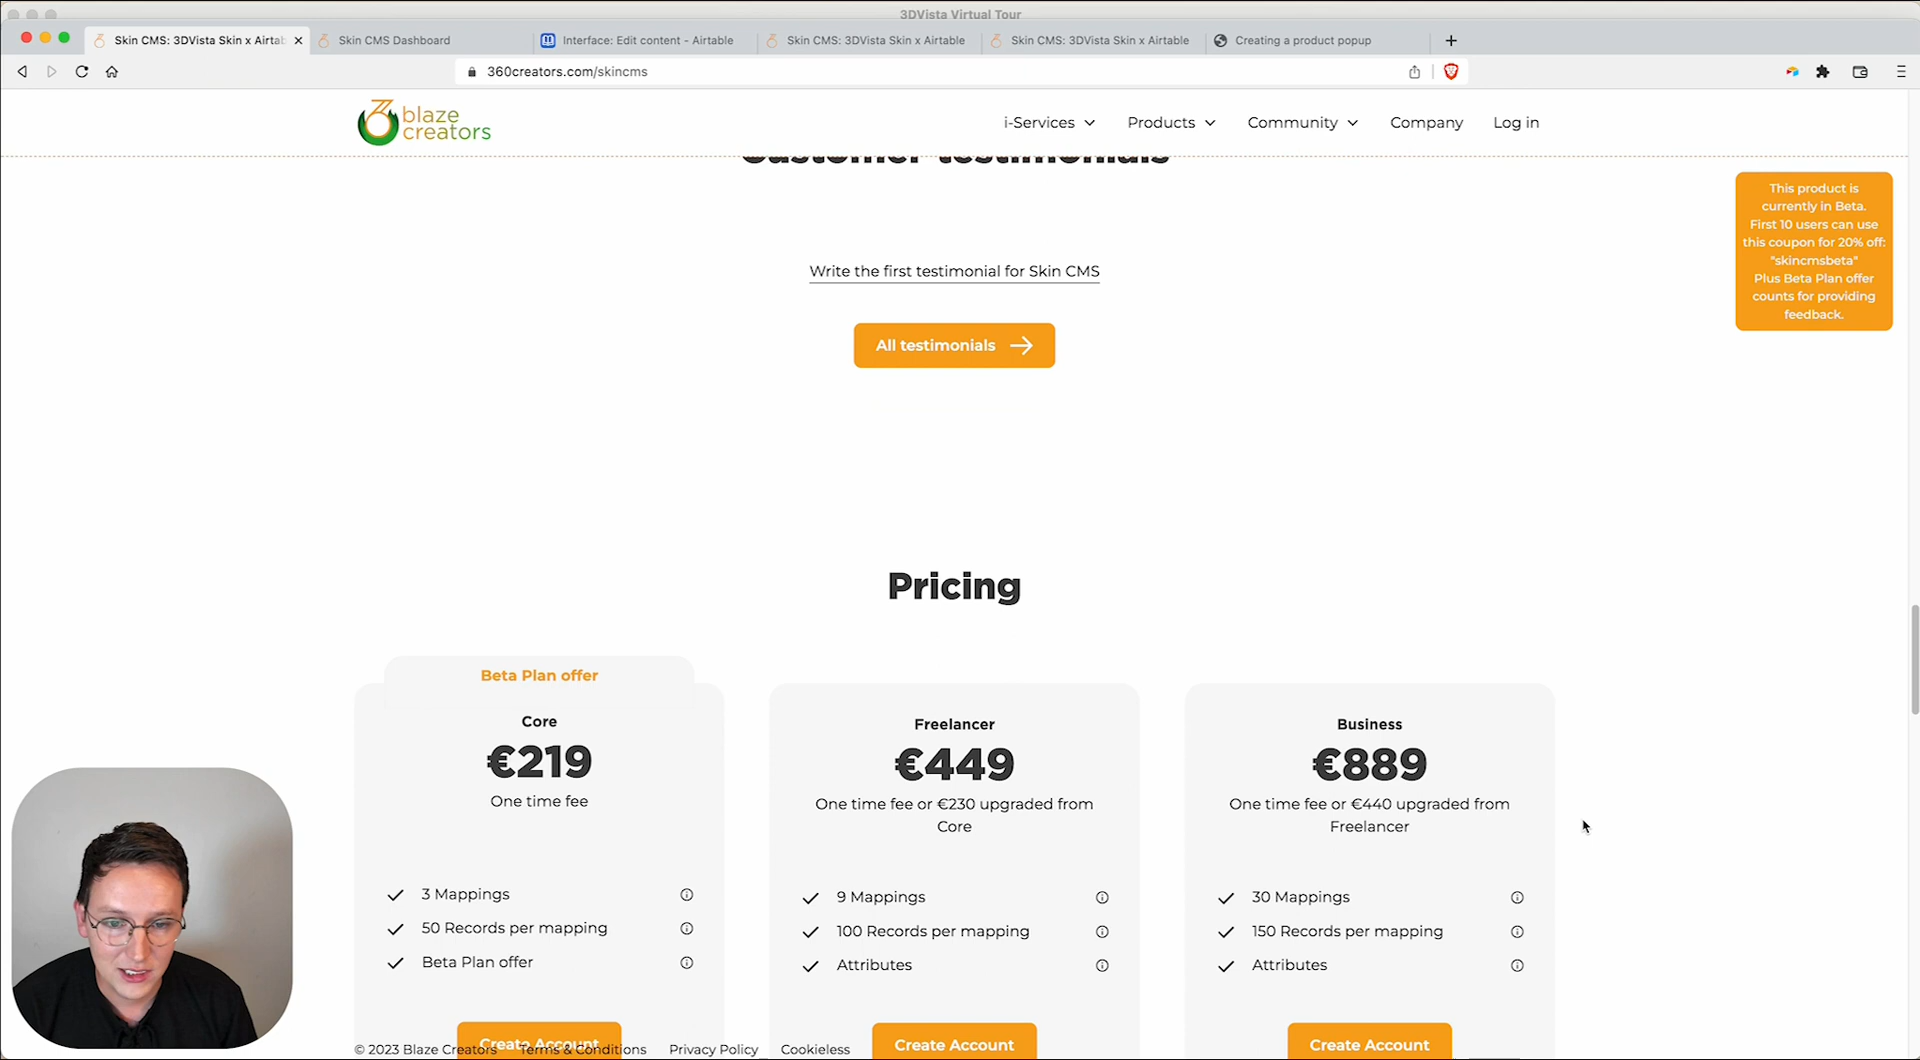 3DVista Virtual Tour
Skin CMS: 3DVista Skin x Airtab
Skin CMS Dashboard
Interface: Edit content - Airtable
Skin CMS: 3DVista Skin x Airtable
Skin CMS: 3DVista Skin x Airtable
Creating a product popup
360creators.com/skincms
blaze
creators
i-Services
Products
Community
Company
Log in
Customer testimonials
This product is
currently in Beta.
First 10 users can use
this coupon for 20% off:
"skincmsbeta"
Plus Beta Plan offer
counts for providing
feedback.
Write the first testimonial for Skin CMS
All testimonials
Pricing
Beta Plan offer
Core
€219
One time fee
3 Mappings
50 Records per mapping
Beta Plan offer
Create Account
Freelancer
€449
One time fee or €230 upgraded from
Core
9 Mappings
100 Records per mapping
Attributes
Create Account
Business
€889
One time fee or €440 upgraded from
Freelancer
30 Mappings
150 Records per mapping
Attributes
Create Account
© 2023 Blaze Creators
Terms & Conditions
Privacy Policy
Cookieless